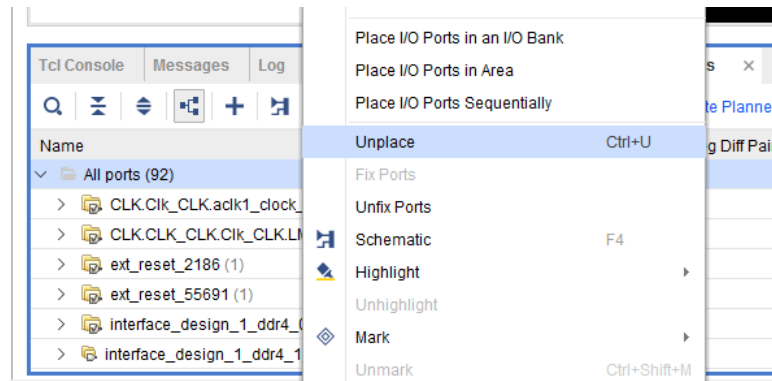 Place I/O Ports in an I/O Bank
Place I/O Ports in Area
Place I/O Ports Sequentially
Unplace Ctrl+U
Fix Ports
Unfix Ports
Schematic F4
Highlight
Unhighlight
Mark
Unmark Ctrl+Shift+M
Tcl Console Messages Log
s
te Planne
Name
g Diff Pai
All ports (92)
CLK.Clk_CLK.aclk1_clock_
CLK.CLK_CLK.Clk_CLK.LM
ext_reset_2186 (1)
ext_reset_55691 (1)
interface_design_1_ddr4_0
interface_design_1_ddr4_1